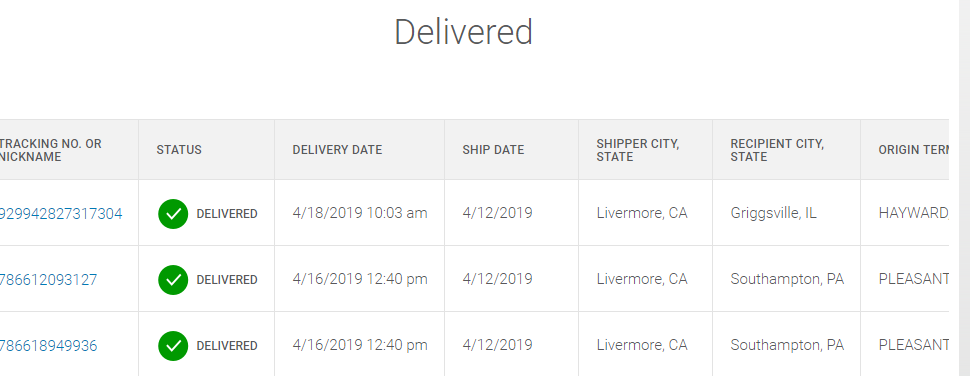 Delivered
TRACKING NO. OR NICKNAME STATUS DELIVERY DATE SHIP DATE SHIPPER CITY, STATE RECIPIENT CITY, STATE ORIGIN TERM
929942827317304 DELIVERED 4/18/2019 10:03 am 4/12/2019 Livermore, CA Griggsville, IL HAYWARD,
786612093127 DELIVERED 4/16/2019 12:40 pm 4/12/2019 Livermore, CA Southampton, PA PLEASANT
786618949936 DELIVERED 4/16/2019 12:40 pm 4/12/2019 Livermore, CA Southampton, PA PLEASANT